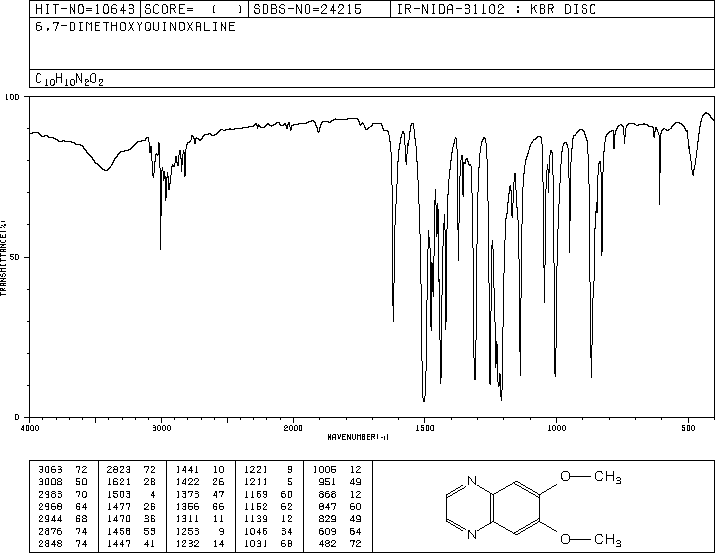 HIT-NO=10643 SCORE= ( ) SDBS-NO=24215 IR-NIDA-31102 : KBR DISC
6,7-DIMETHOXYQUINOXALINE
C10H10N2O2
100
50
0
TRANSMITTANCE(%)
4000 3000 2000 1500 1000 500
WAVENUMBER(-1)
3063 72 2823 72 1441 10 1221 9 1006 12
3008 50 1621 28 1422 26 1211 5 951 49
2983 70 1503 4 1373 47 1169 60 868 12
2968 64 1477 26 1356 66 1162 62 847 60
2944 68 1470 36 1311 11 1139 12 829 49
2876 74 1458 59 1253 9 1046 34 609 64
2848 74 1447 41 1232 14 1031 68 482 72
N N O CH3 O CH3